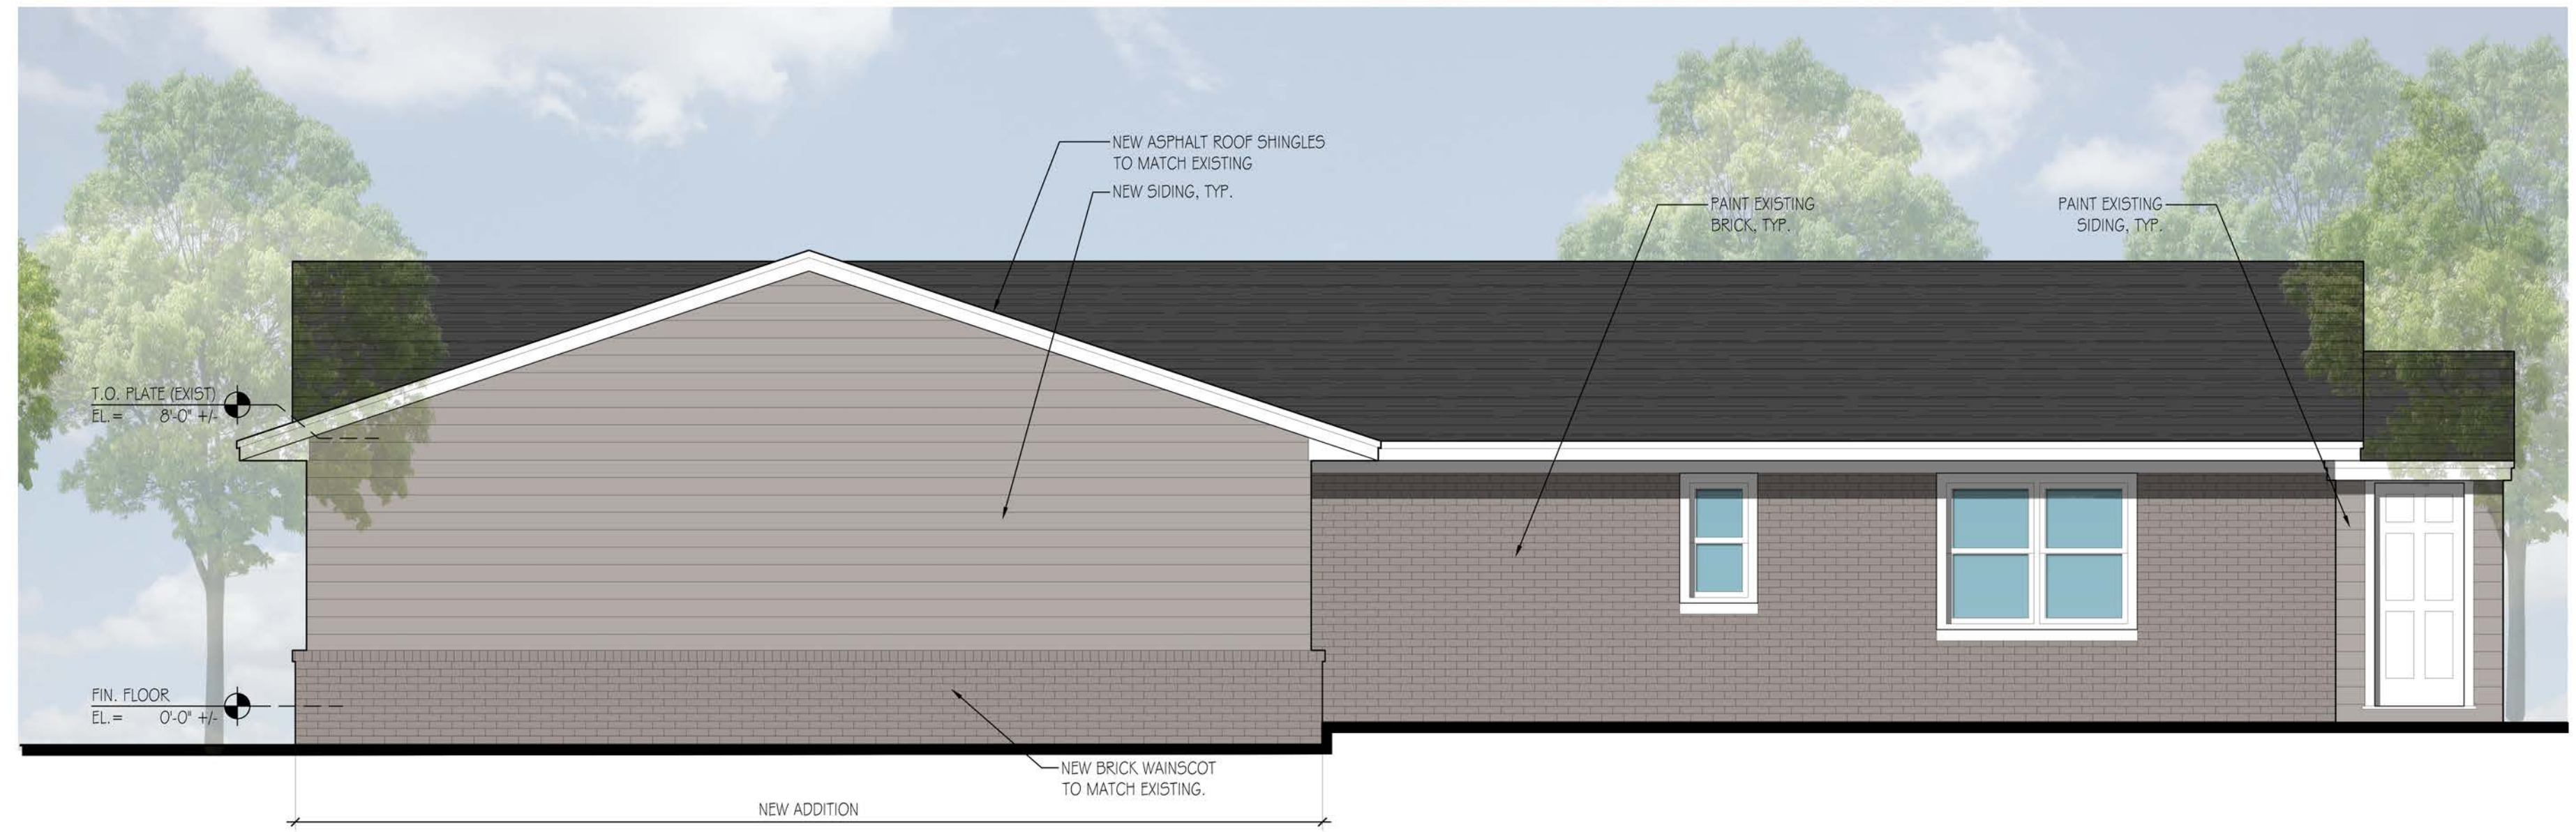 NEW ASPHALT ROOF SHINGLES
TO MATCH EXISTING
NEW SIDING, TYP.
PAINT EXISTING
BRICK, TYP.
PAINT EXISTING
SIDING, TYP.
T.O. PLATE (EXIST)
EL. = 8'-0" +/-
FIN. FLOOR
EL. = 0'-0" +/-
NEW BRICK WAINSCOT
TO MATCH EXISTING.
NEW ADDITION